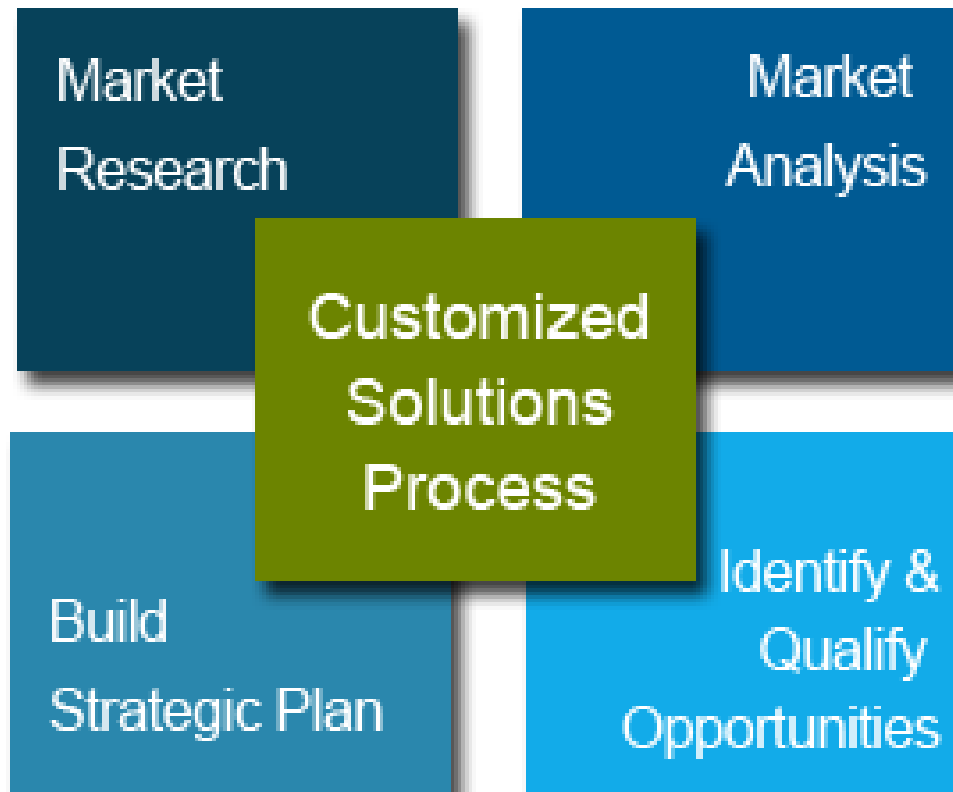 Market
Research
Market
Analysis
Customized
Solutions
Process
Build
Strategic Plan
Identify &
Qualify
Opportunities